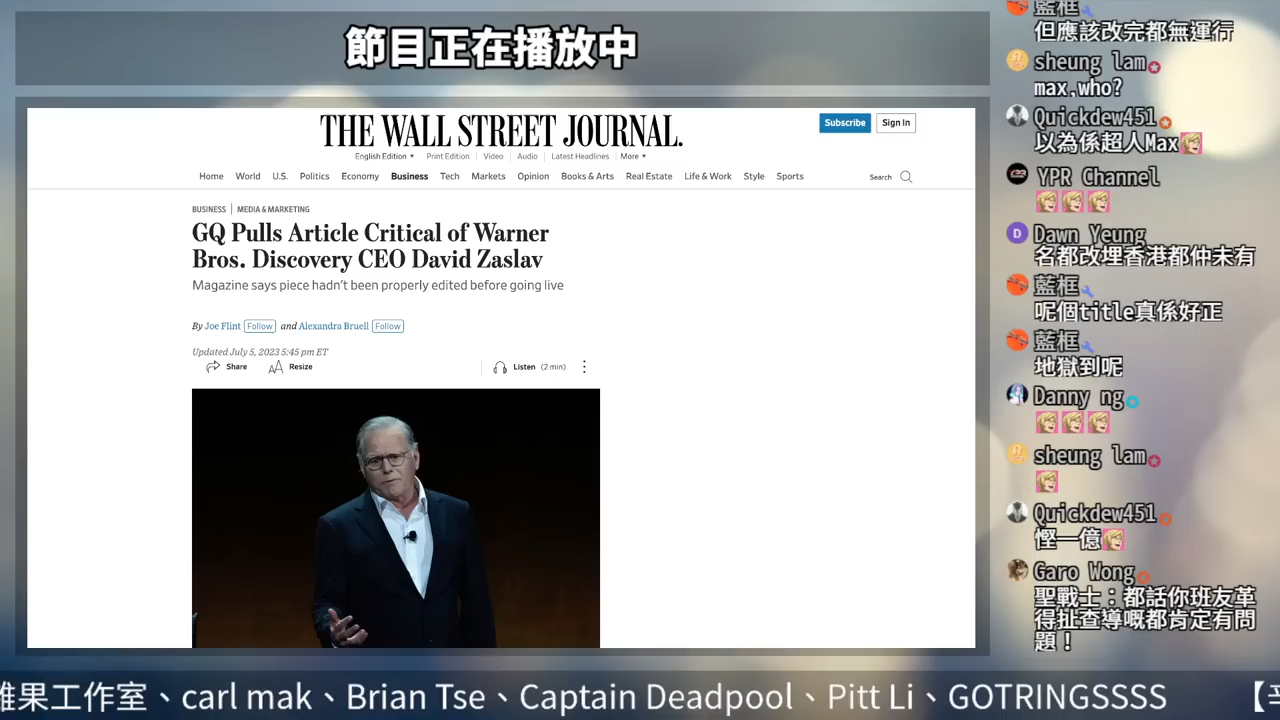 節目正在播放中
THE WALL STREET JOURNAL.
Subscribe
Sign In
English Edition
Print Edition
Video
Audio
Latest Headlines
More
Home
World
U.S.
Politics
Economy
Business
Tech
Markets
Opinion
Books & Arts
Real Estate
Life & Work
Style
Sports
Search
BUSINESS
MEDIA & MARKETING
GQ Pulls Article Critical of Warner
Bros. Discovery CEO David Zaslav
Magazine says piece hadn't been properly edited before going live
By Joe Flint Follow and Alexandra Bruell Follow
Updated July 5, 2023 5:45 pm ET
Share
AA Resize
Listen (2 min)
藍框
但應該改完都無運行
sheung lam
max,who?
Quickdew451
以為係超人Max
YPR Channel
D
Dawn Yeung
名都改埋香港都仲未有
藍框
呢個title真係好正
藍框
地獄到呢
Danny ng
sheung lam
Quickdew451
慳一億
Garo Wong
聖戰士：都話你班友革
得扯查導嘅都肯定有問
題！
果工作室、carl mak、Brian Tse、Captain Deadpool、Pitt Li、GOTRINGSSSS
【